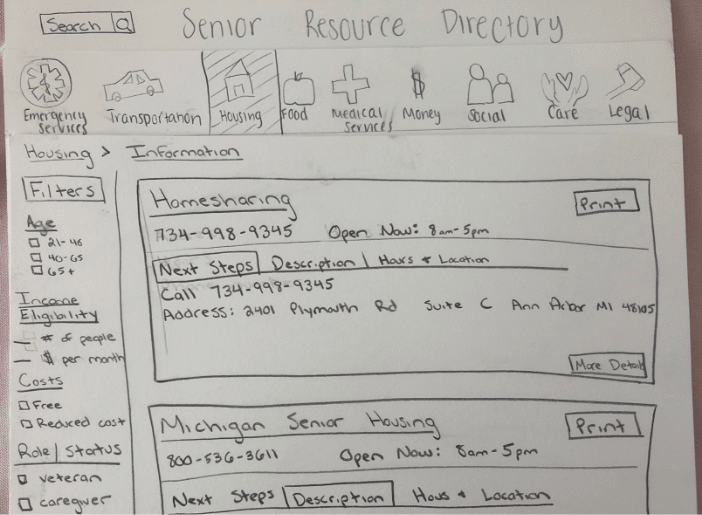 Search
Senior Resource Directory
Emergency Services
Transportation
Housing
Food
Medical Services
Money
Social
Care
Legal
Housing > Information
Filters
Age
21-46
40-65
65+
Income
Eligibility
# of people
$ per month
Costs
Free
Reduced cost
Role/Status
veteran
caregiver
Homesharing
Print
734-998-9345 Open Now: 8am-5pm
Next Steps Description | Hours + Location
Call 734-998-9345
Address: 2401 Plymouth Rd Suite C Ann Arbor MI 48105
More Details
Michigan Senior Housing
Print
800-536-3611 Open Now: 8am-5pm
Next Steps Description Hours + Location